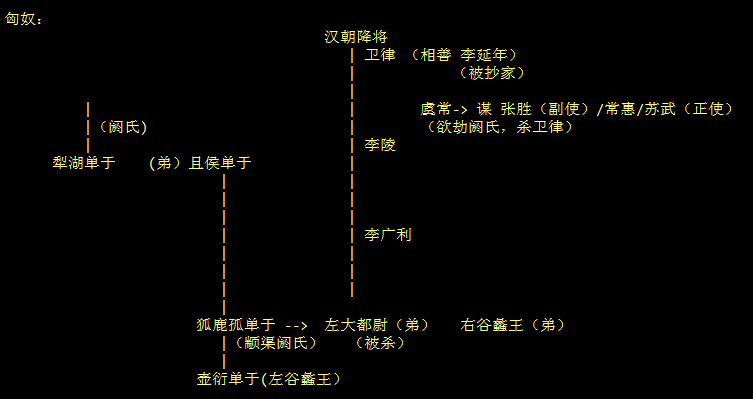 匈奴:
汉朝降将
卫律 (相善 李延年)
(被抄家)
虞常-> 谋 张胜(副使)/常惠/苏武(正使)
(阏氏) (欲劫阏氏,杀卫律)
李陵
犁湖单于 (弟)且侯单于
李广利
狐鹿孤单于 --> 左大都尉(弟) 右谷蠡王(弟)
(颛渠阏氏) (被杀)
壶衍单于(左谷蠡王)